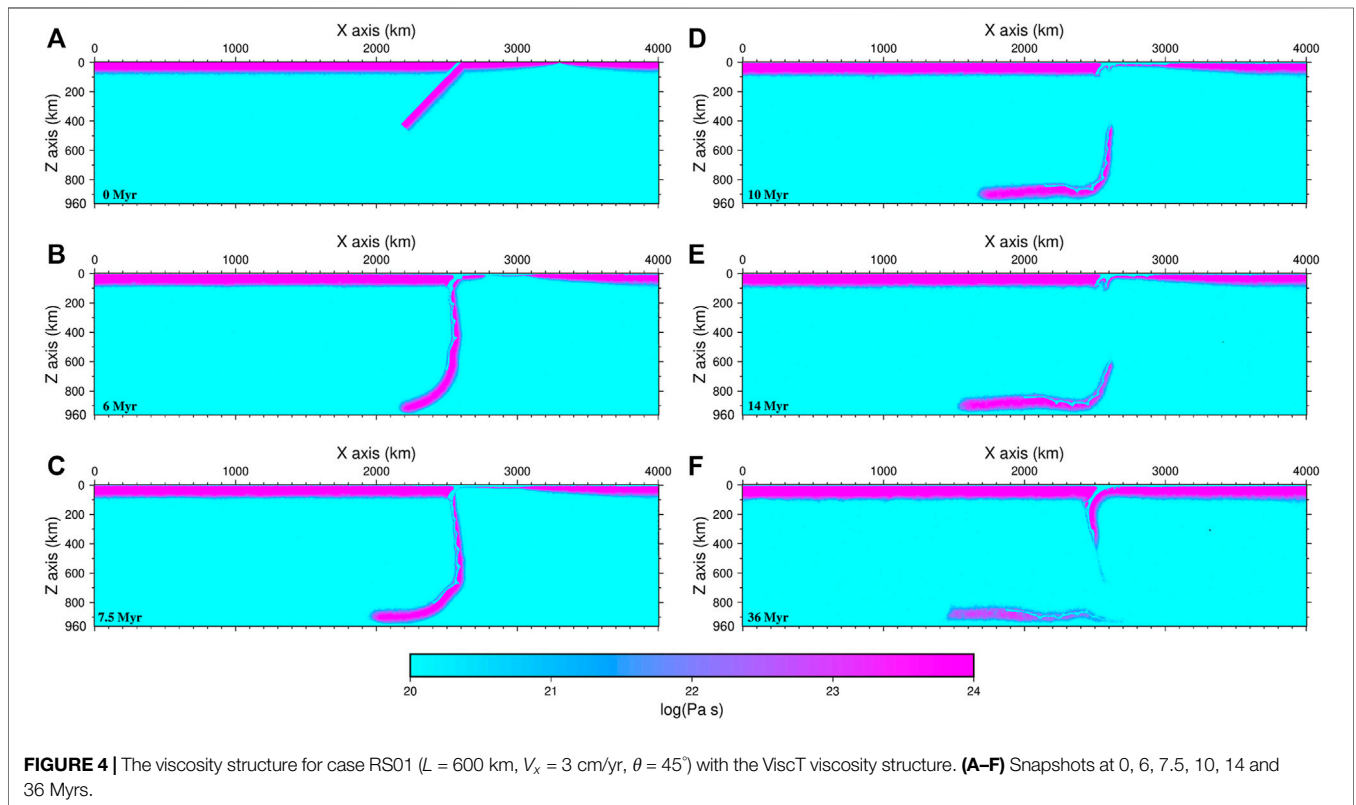 A
X axis (km)
0 1000 2000 3000 4000
Z axis (km)
0
200
400
600
800
960
0 Myr
B
X axis (km)
0 1000 2000 3000 4000
Z axis (km)
0
200
400
600
800
960
6 Myr
C
X axis (km)
0 1000 2000 3000 4000
Z axis (km)
0
200
400
600
800
960
7.5 Myr
D
X axis (km)
0 1000 2000 3000 4000
Z axis (km)
0
200
400
600
800
960
10 Myr
E
X axis (km)
0 1000 2000 3000 4000
Z axis (km)
0
200
400
600
800
960
14 Myr
F
X axis (km)
0 1000 2000 3000 4000
Z axis (km)
0
200
400
600
800
960
36 Myr
20 21 22 23 24
log(Pa s)
FIGURE 4 | The viscosity structure for case RS01 (L = 600 km, Vₓ = 3 cm/yr, θ = 45°) with the ViscT viscosity structure. (A–F) Snapshots at 0, 6, 7.5, 10, 14 and
36 Myrs.